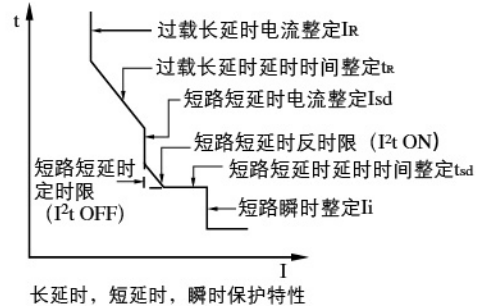 t
过载长延时电流整定IR
过载长延时延时时间整定tR
短路短延时电流整定Isd
短路短延时反时限（I²t ON）
短路短延时延时时间整定tsd
短路短延时
定时限
（I²t OFF）
短路瞬时整定Ii
I
长延时，短延时，瞬时保护特性